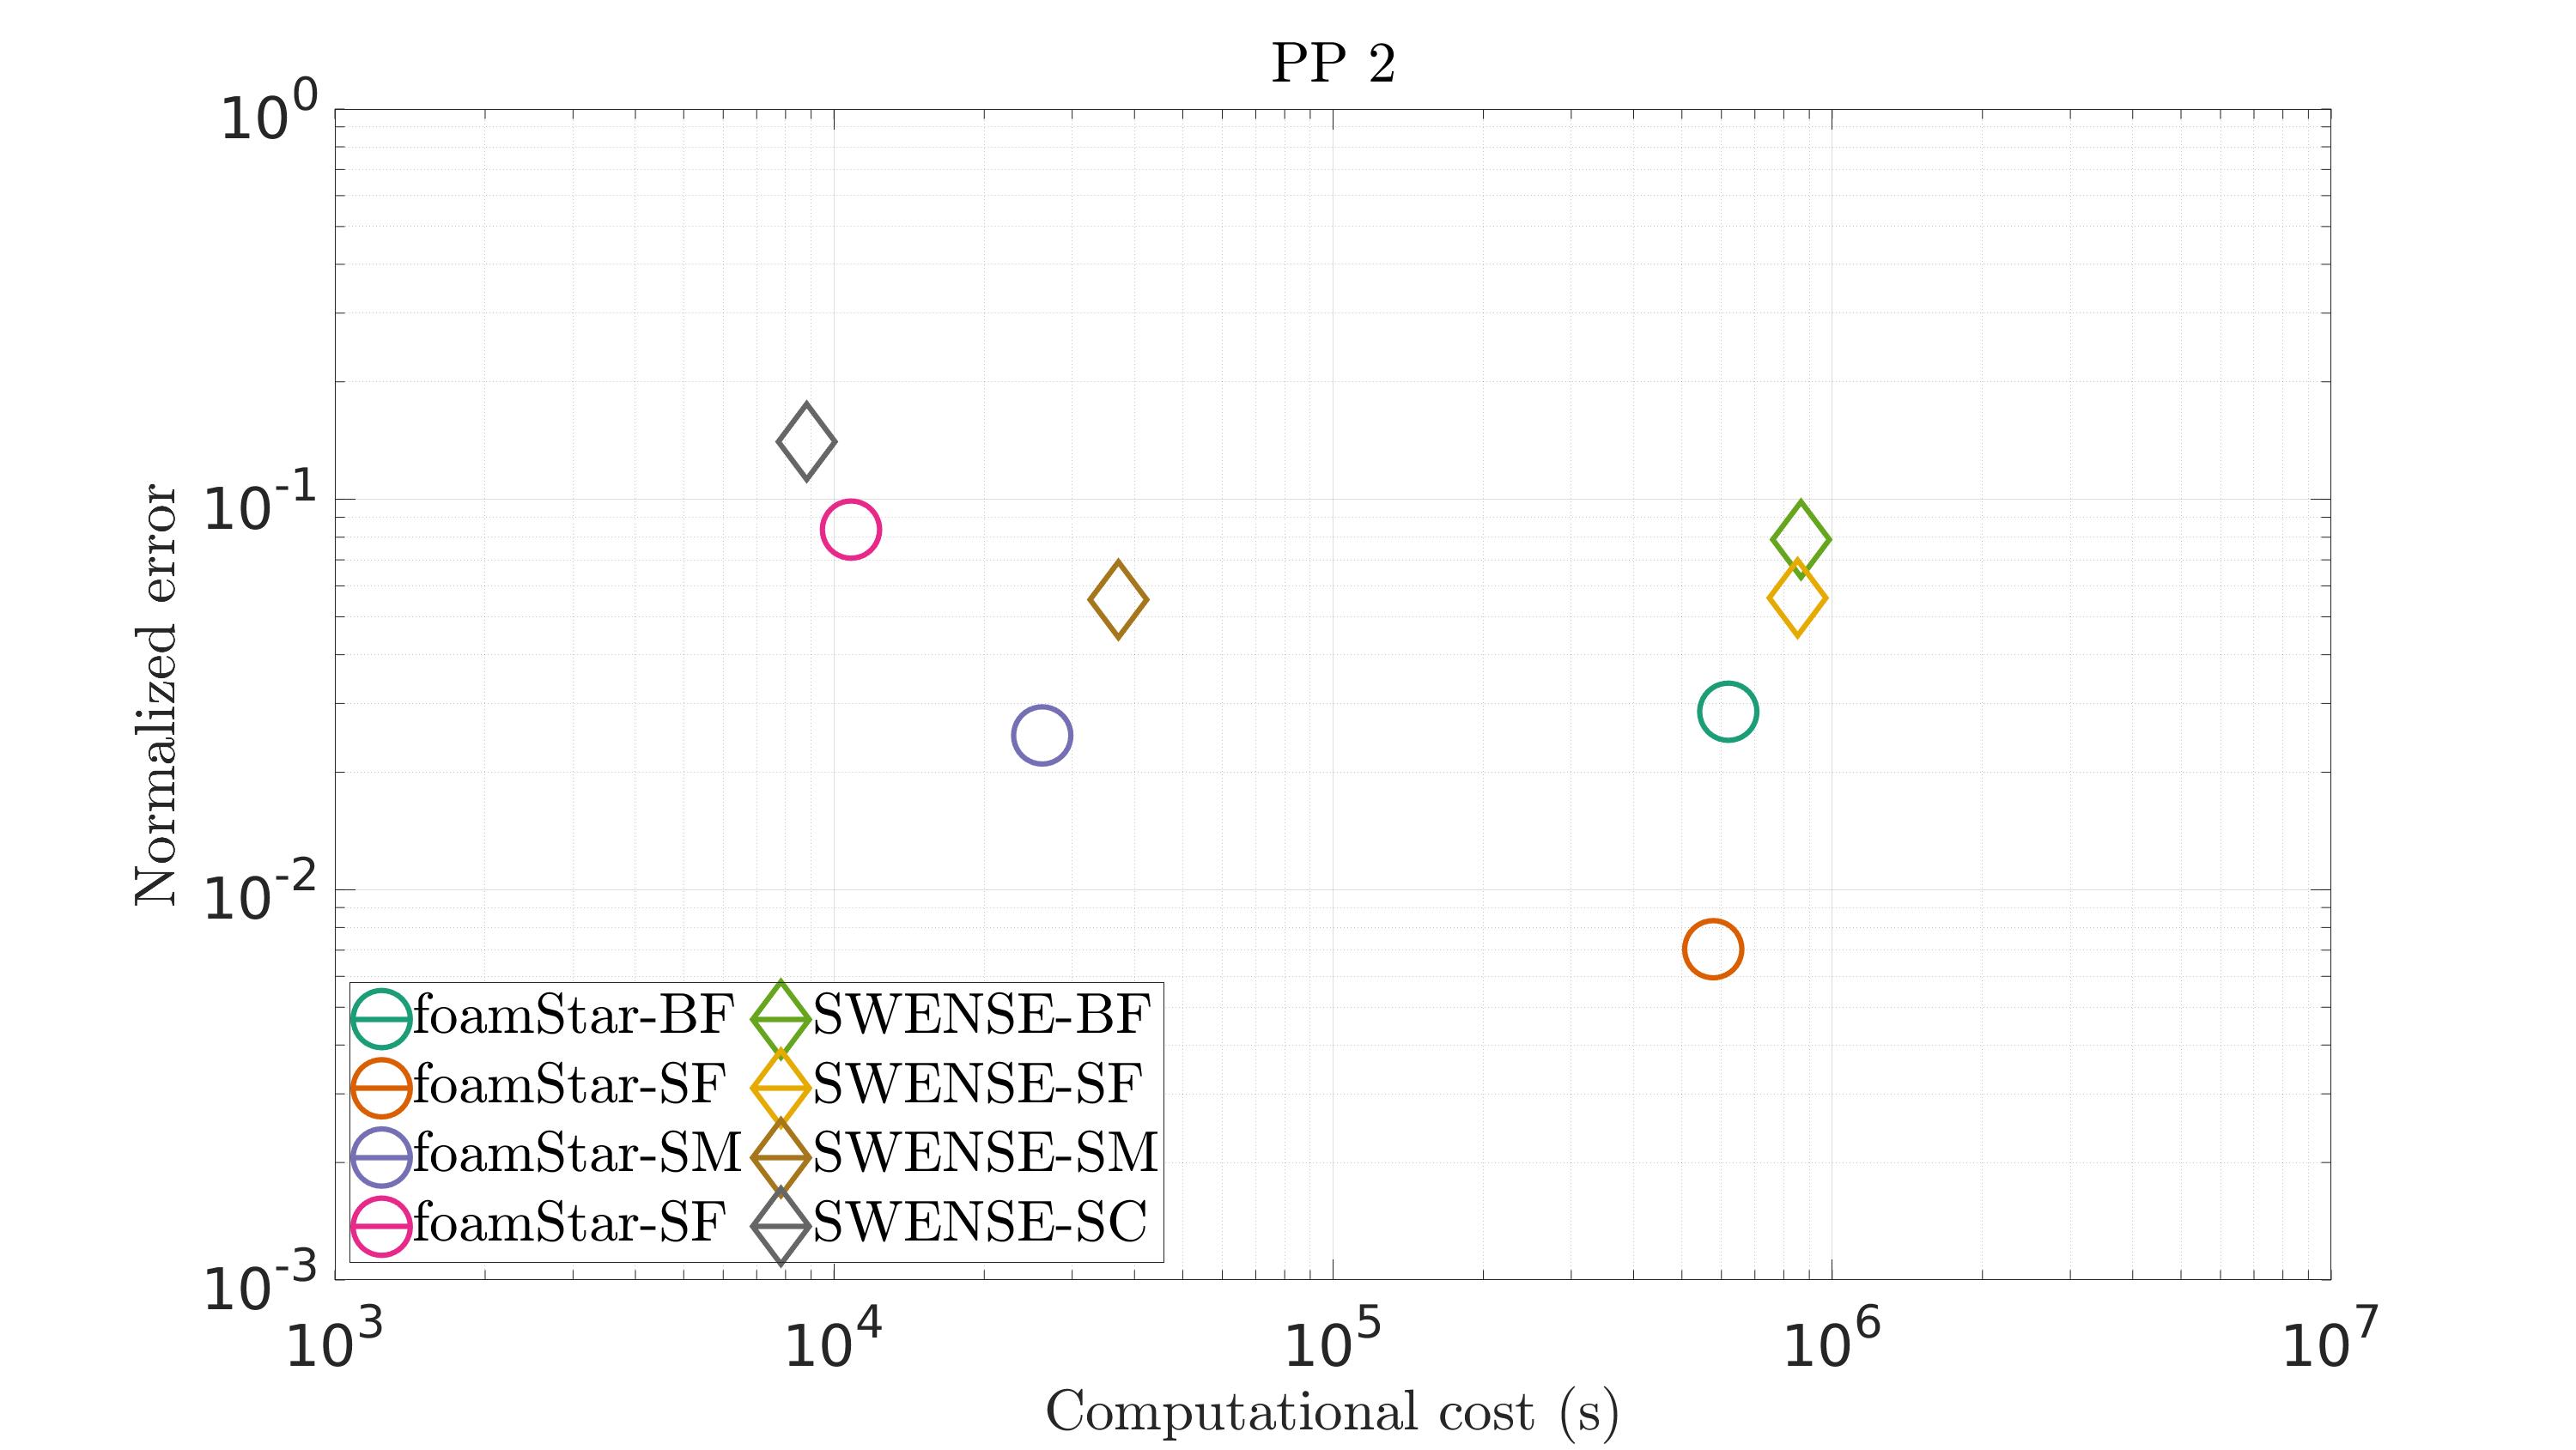 PP 2
10^0
10^-1
10^-2
10^-3
Normalized error
foamStar-BF SWENSE-BF
foamStar-SF SWENSE-SF
foamStar-SM SWENSE-SM
foamStar-SF SWENSE-SC
10^3 10^4 10^5 10^6 10^7
Computational cost (s)